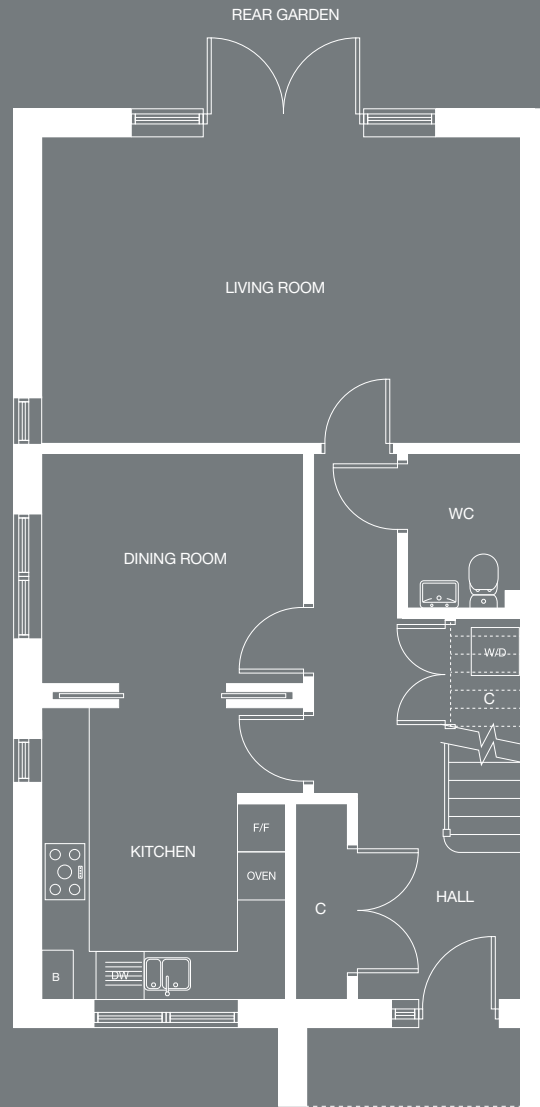 REAR GARDEN
LIVING ROOM
WC
DINING ROOM
W/D
C
F/F
KITCHEN
OVEN
HALL
C
B
DW